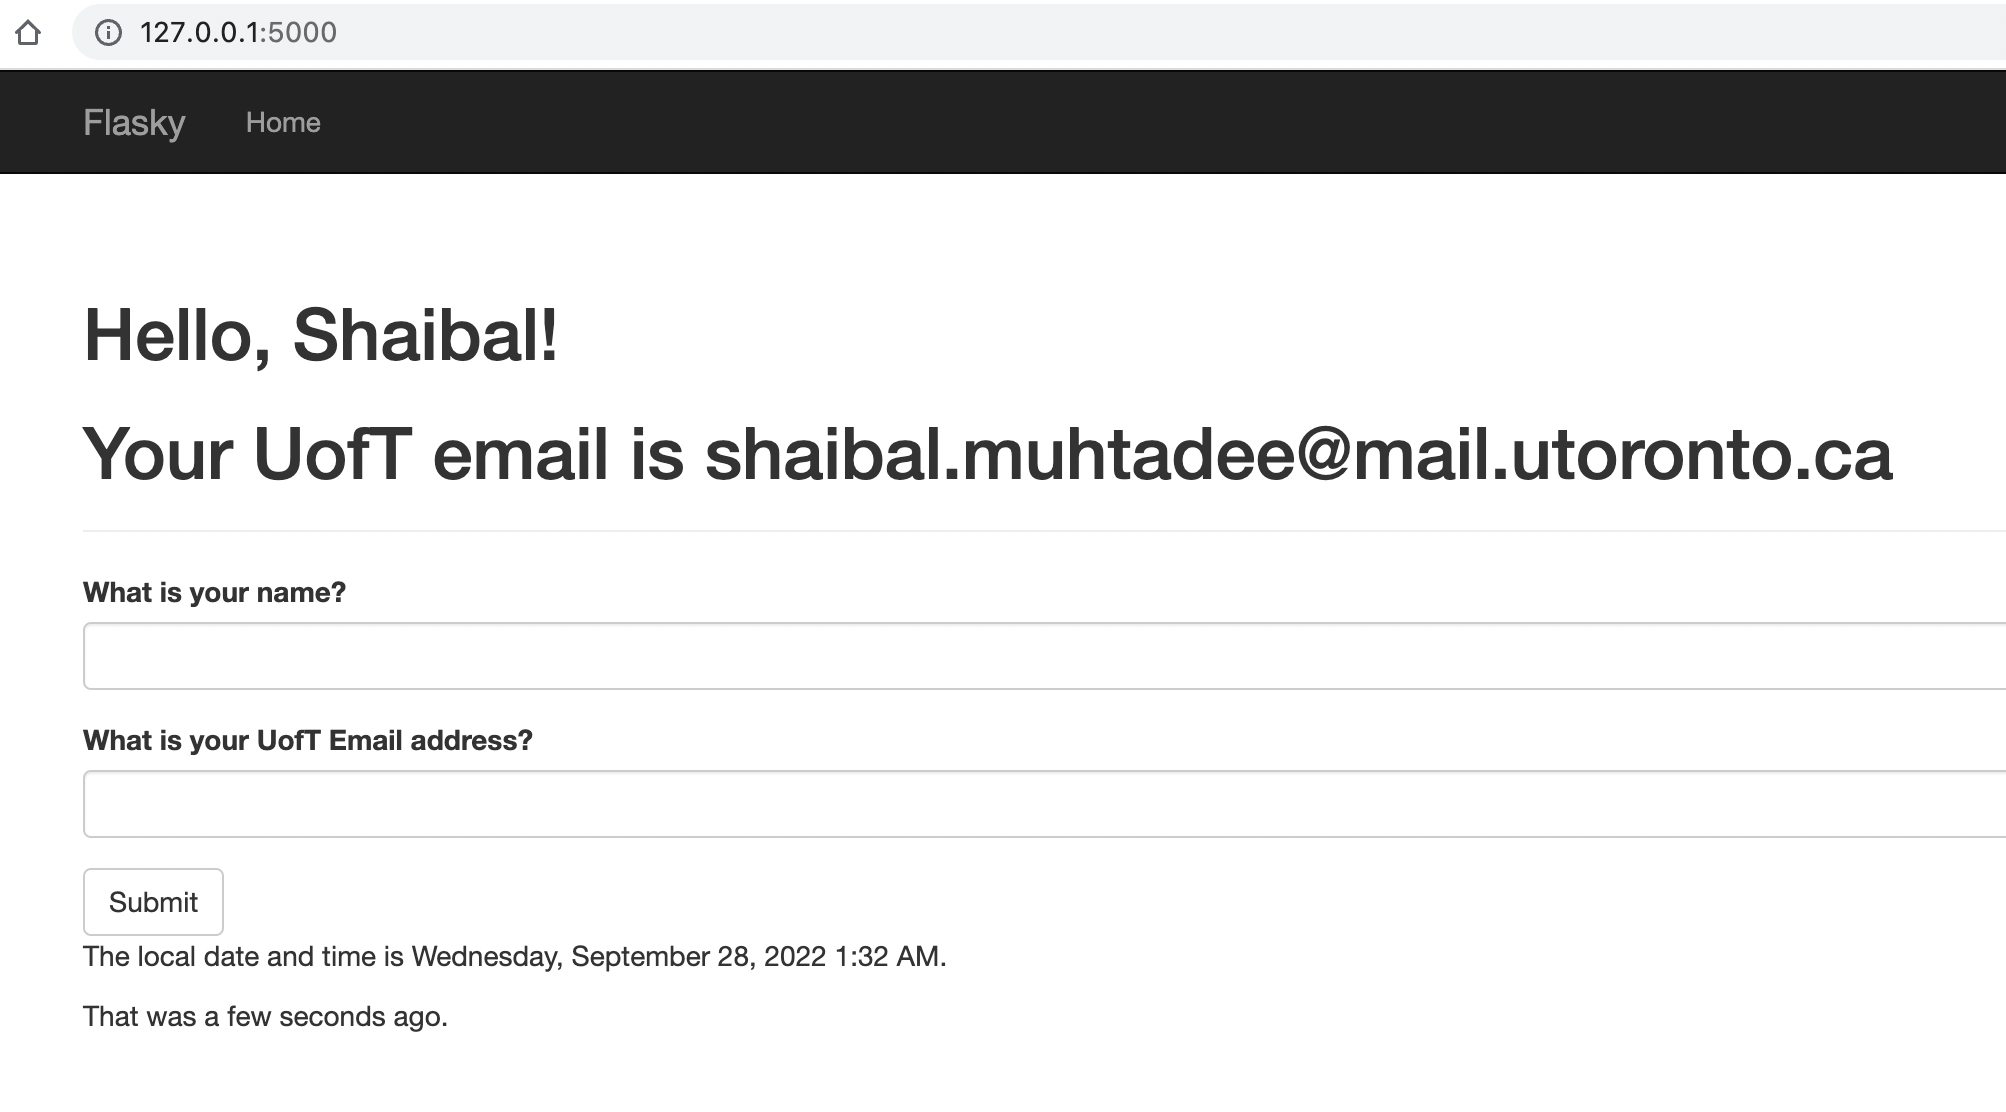 127.0.0.1:5000
Flasky Home
Hello, Shaibal!
Your UofT email is shaibal.muhtadee@mail.utoronto.ca
What is your name?
What is your UofT Email address?
Submit
The local date and time is Wednesday, September 28, 2022 1:32 AM.
That was a few seconds ago.